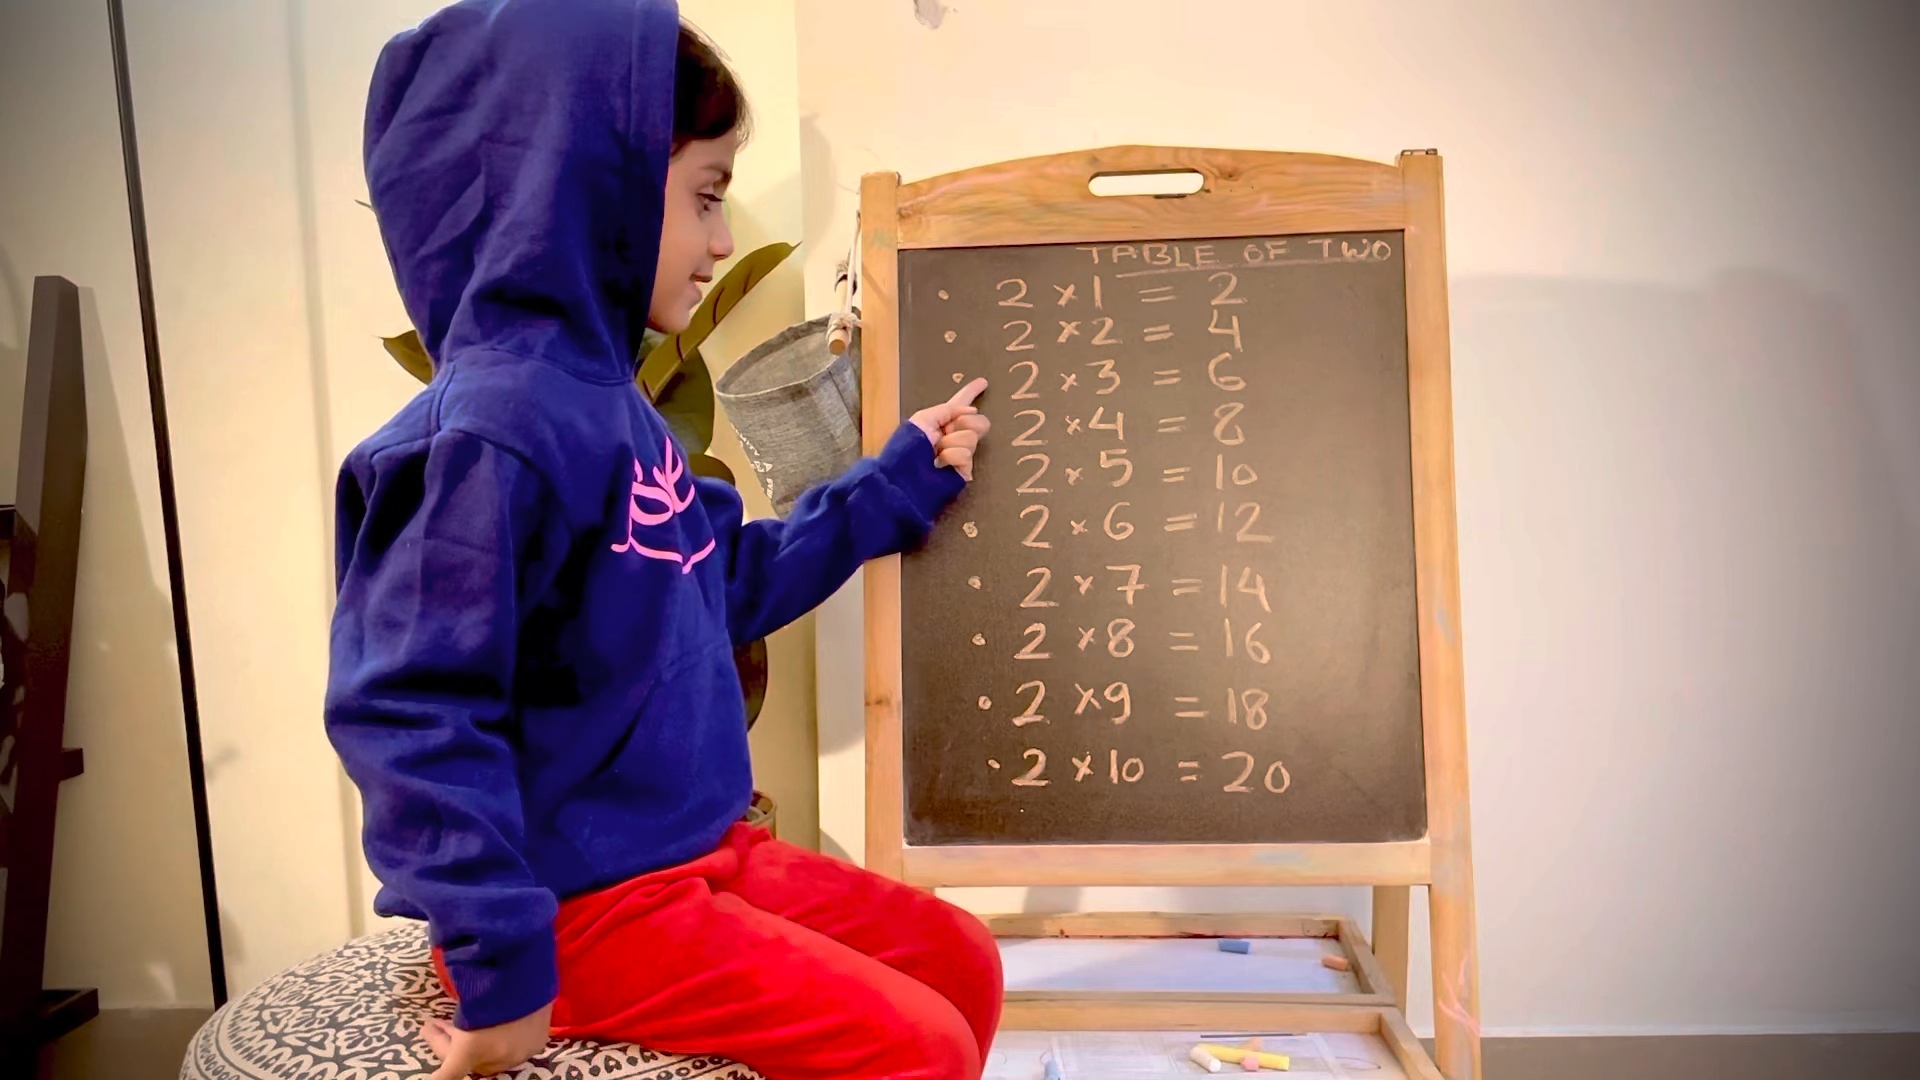 TABLE OF TWO
• 2 × 1 = 2
• 2 × 2 = 4
• 2 × 3 = 6
2 × 4 = 8
2 × 5 = 10
• 2 × 6 = 12
• 2 × 7 = 14
• 2 × 8 = 16
• 2 × 9 = 18
• 2 × 10 = 20